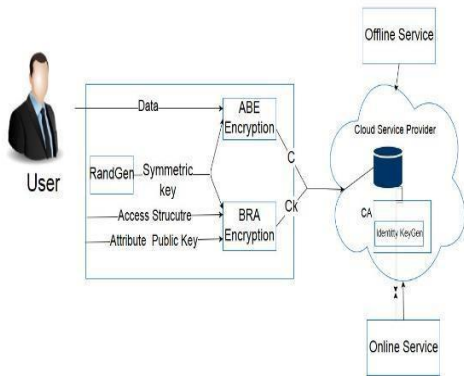 Offline Service
Data
ABE
Encryption
Cloud Service Provider
User
RandGen
Symmetric
key
C
Ck
Access Strucutre
Attribute Public Key
BRA
Encryption
CA
Identity KeyGen
Online Service